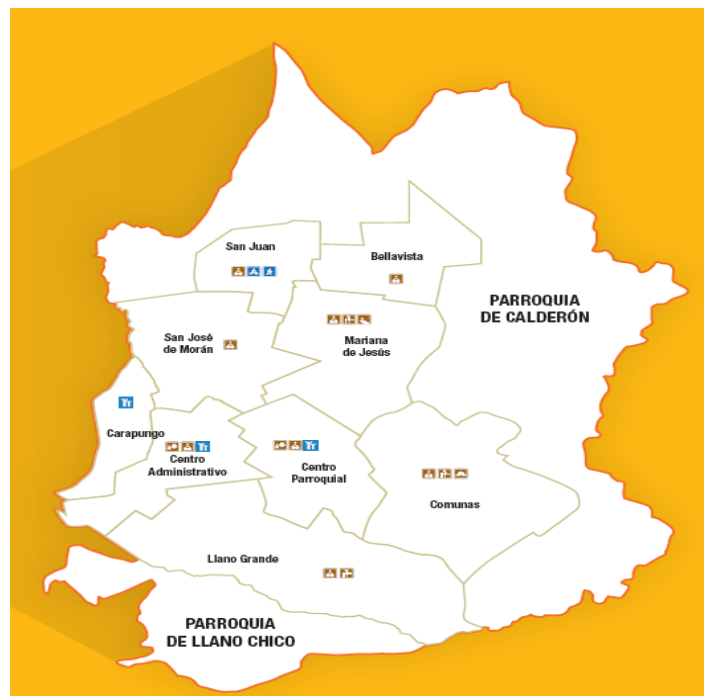 San Juan
Bellavista
PARROQUIA
DE CALDERÓN
San José
de Morán
Mariana
de Jesús
Carapungo
Centro
Administrativo
Centro
Parroquial
Comunas
Llano Grande
PARROQUIA
DE LLANO CHICO